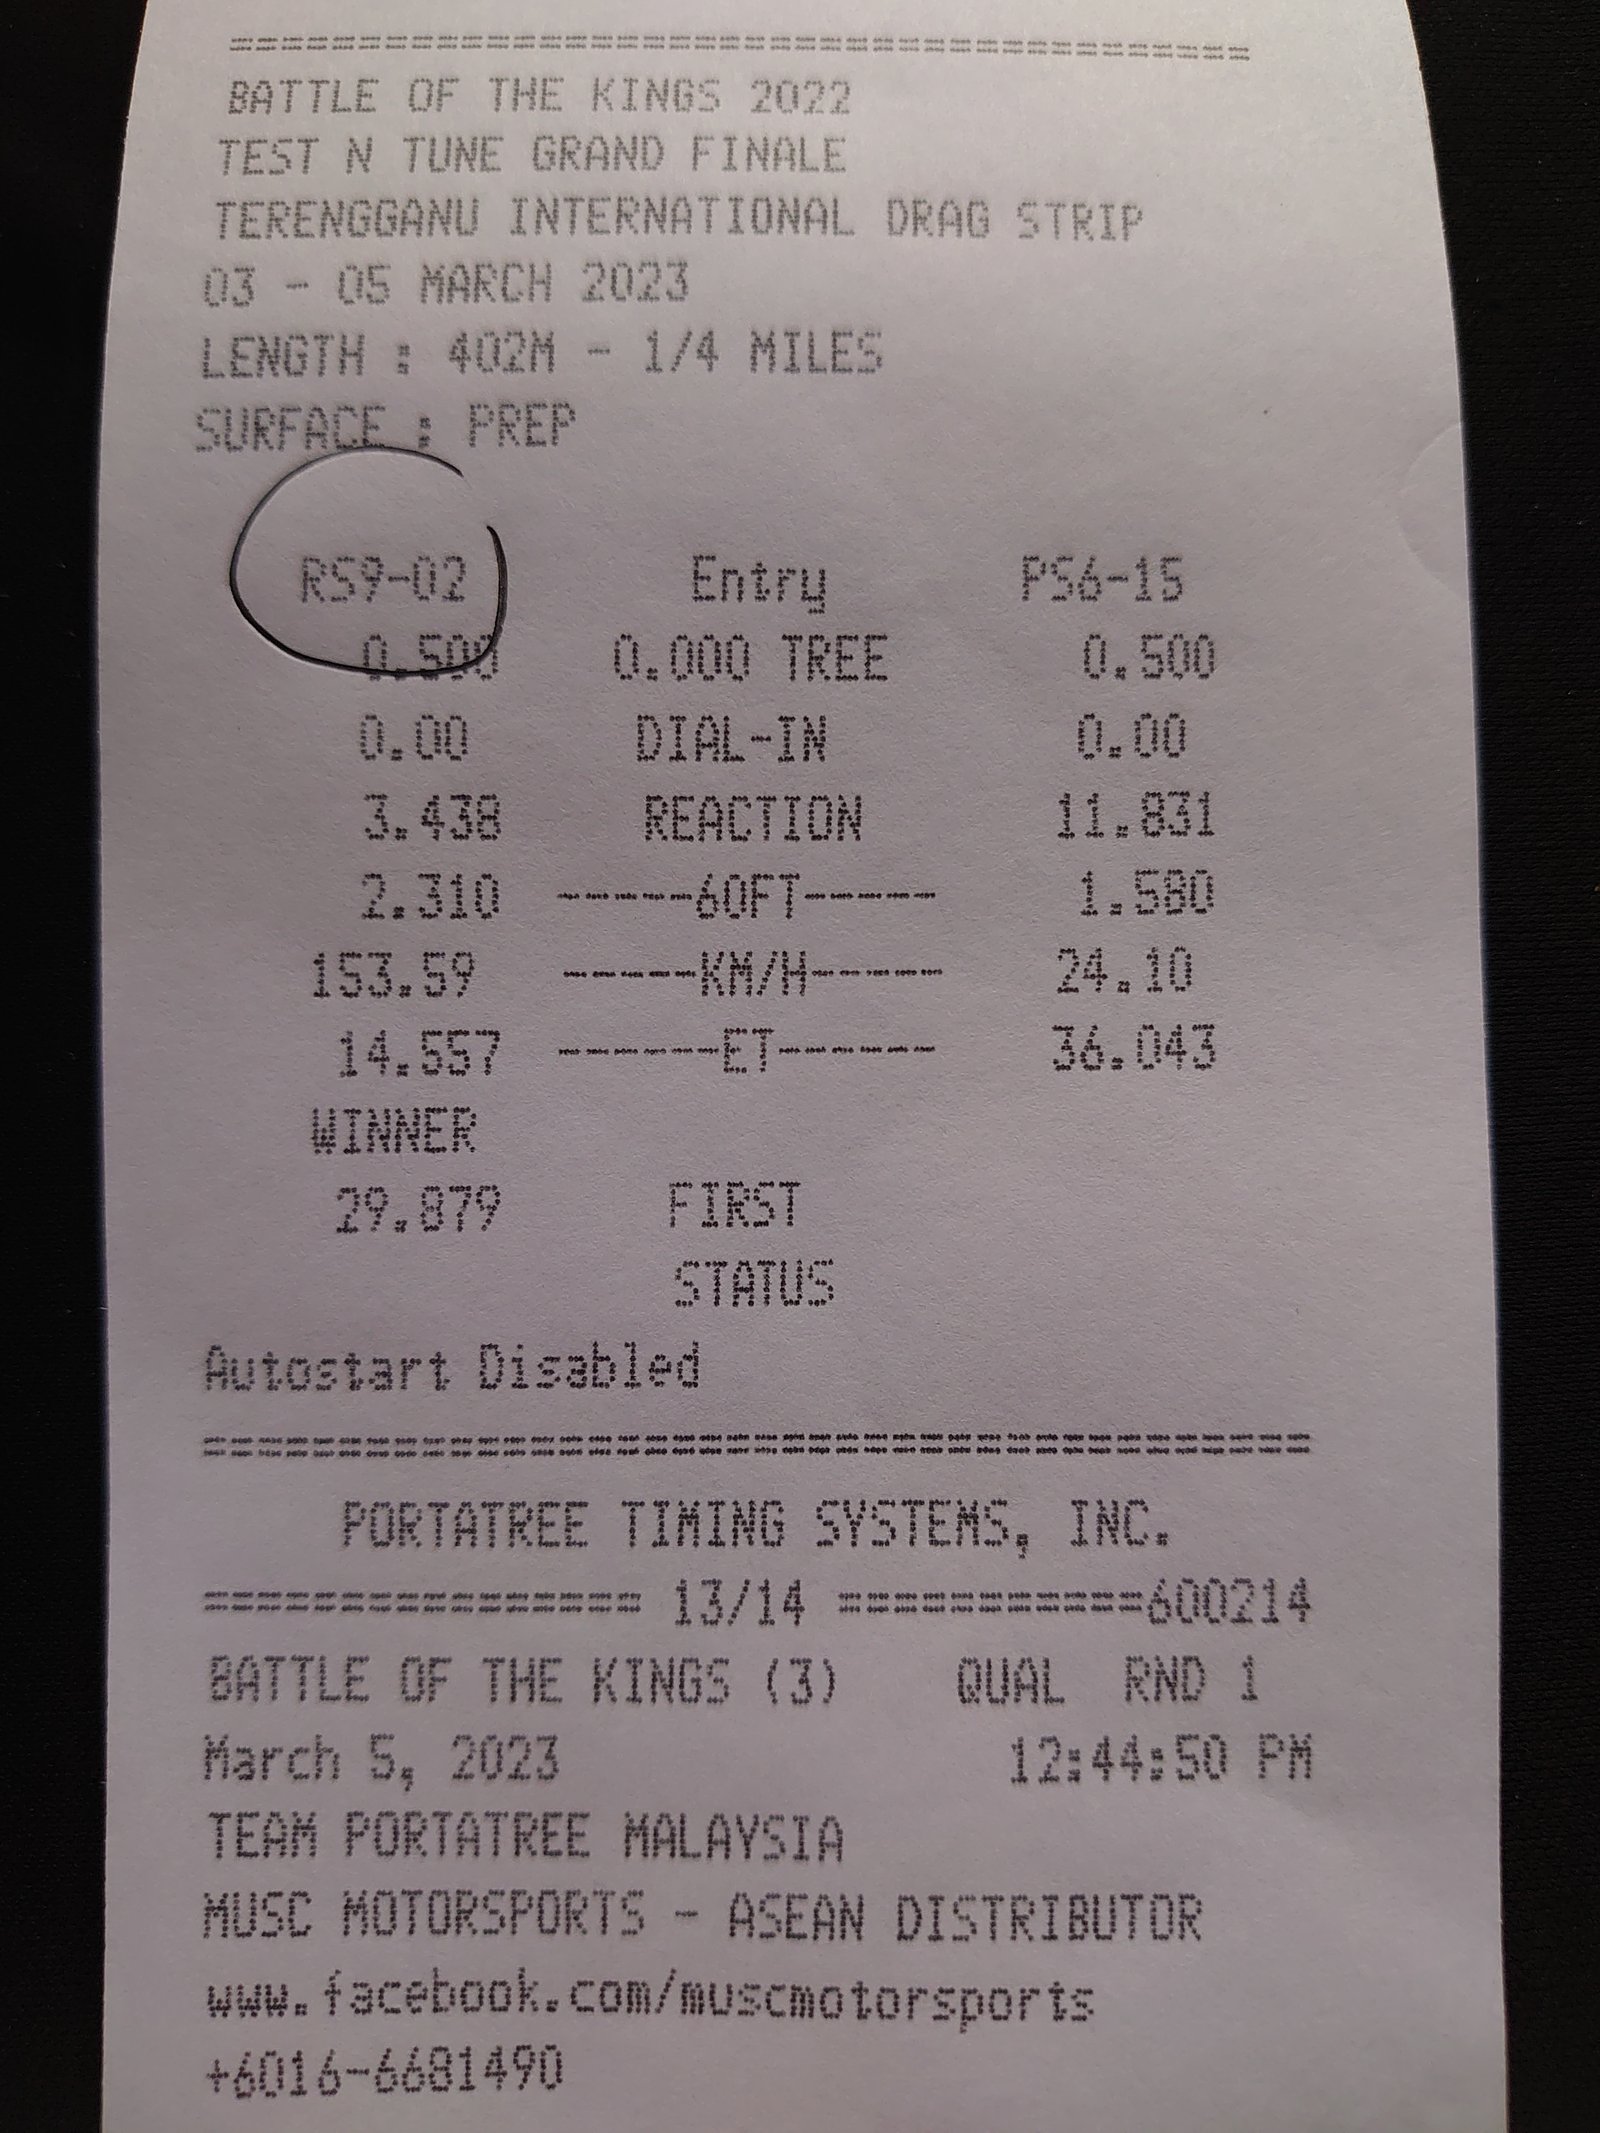 ========================================
BATTLE OF THE KINGS 2022
TEST N TUNE GRAND FINALE
TERENGGANU INTERNATIONAL DRAG STRIP
03 - 05 MARCH 2023
LENGTH : 402M - 1/4 MILES
SURFACE : PREP
RS9-02 Entry PS6-15
0.500 0.000 TREE 0.500
0.00 DIAL-IN 0.00
3.438 REACTION 11.831
2.310 -----60FT----- 1.580
153.59 -----KM/H----- 24.10
14.557 ------ET------ 36.043
WINNER
29.879 FIRST
STATUS
Autostart Disabled
========================================
PORTATREE TIMING SYSTEMS, INC.
================ 13/14 ===========600214
BATTLE OF THE KINGS (3) QUAL RND 1
March 5, 2023 12:44:50 PM
TEAM PORTATREE MALAYSIA
MUSC MOTORSPORTS - ASEAN DISTRIBUTOR
www.facebook.com/muscmotorsports
+6016-6681490